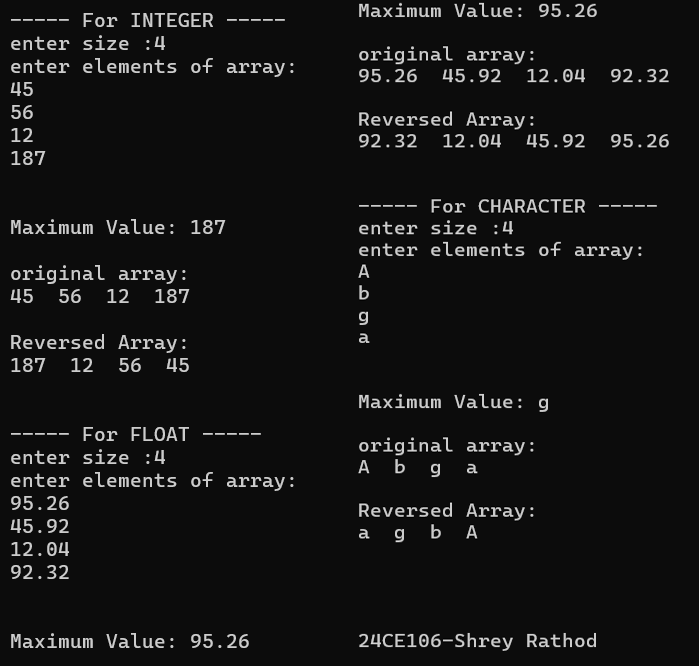 ----- For INTEGER -----
enter size :4
enter elements of array:
45
56
12
187
Maximum Value: 187
original array:
45  56  12  187
Reversed Array:
187  12  56  45
----- For FLOAT -----
enter size :4
enter elements of array:
95.26
45.92
12.04
92.32
Maximum Value: 95.26
Maximum Value: 95.26
original array:
95.26  45.92  12.04  92.32
Reversed Array:
92.32  12.04  45.92  95.26
----- For CHARACTER -----
enter size :4
enter elements of array:
A
b
g
a
Maximum Value: g
original array:
A  b  g  a
Reversed Array:
a  g  b  A
24CE106-Shrey Rathod